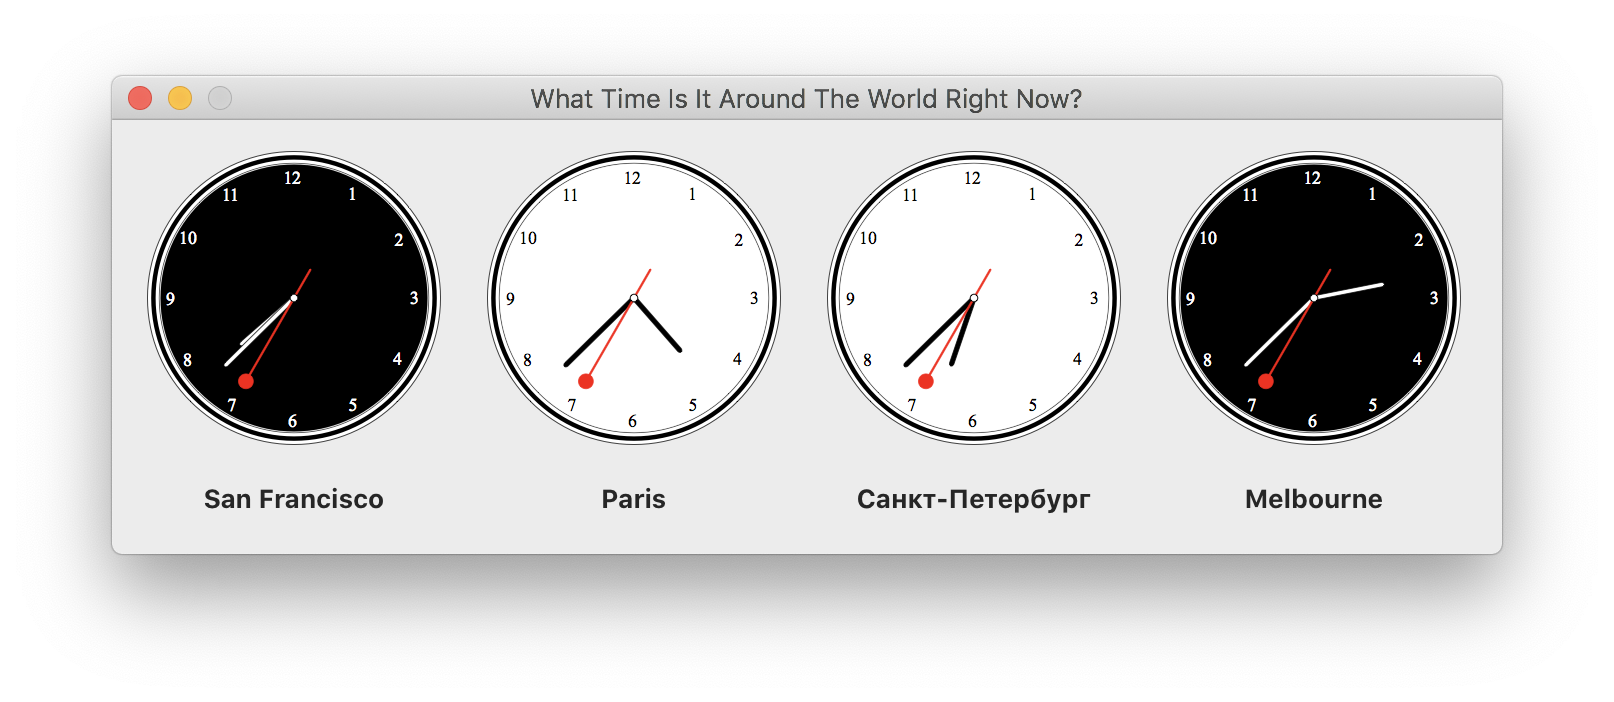 What Time Is It Around The World Right Now?
12 1 2 3 4 5 6 7 8 9 10 11
12 1 2 3 4 5 6 7 8 9 10 11
12 1 2 3 4 5 6 7 8 9 10 11
12 1 2 3 4 5 6 7 8 9 10 11
San Francisco
Paris
Санкт-Петербург
Melbourne